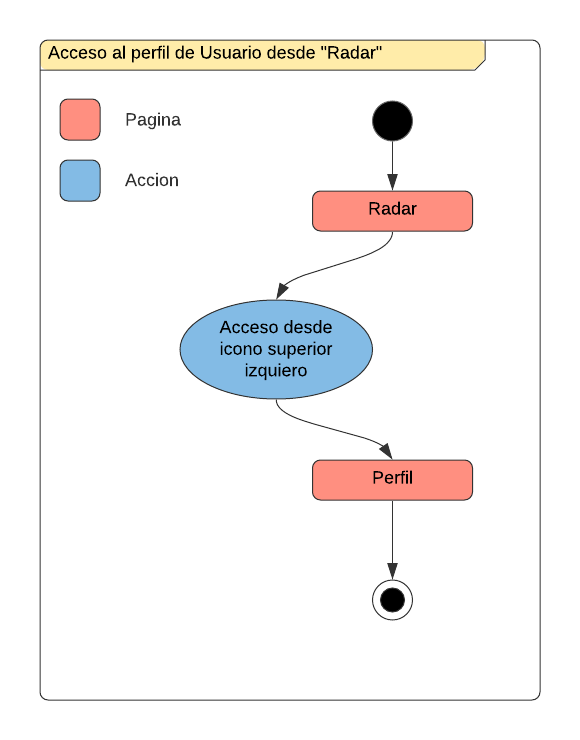 Acceso al perfil de Usuario desde "Radar"
Pagina
Accion
Radar
Acceso desde
icono superior
izquiero
Perfil